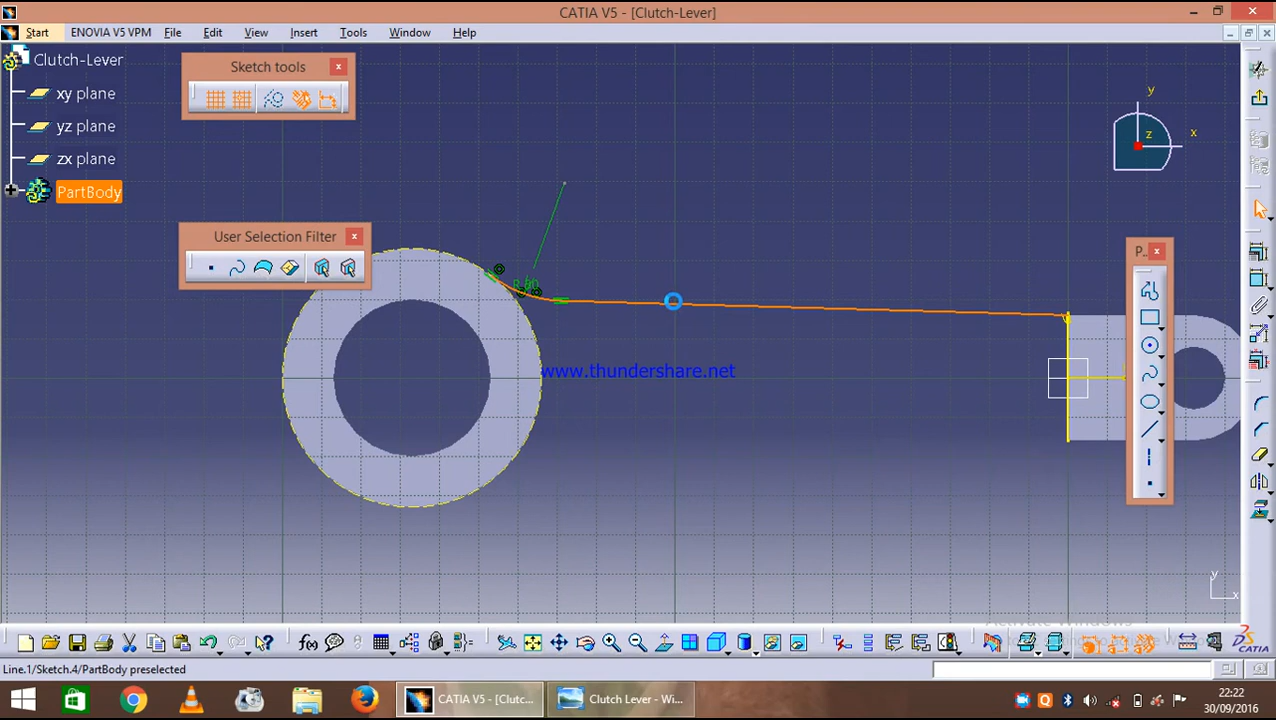 CATIA V5 - [Clutch-Lever]
Start ENOVIA V5 VPM File Edit View Insert Tools Window Help
Clutch-Lever
xy plane
yz plane
zx plane
PartBody
Sketch tools
User Selection Filter
P...
y
x
z
www.thundershare.net
y
x
Activate Windows
Line.1/Sketch.4/PartBody preselected
CATIA V5 - [Clutc...
Clutch Lever - Wi...
22:22
30/09/2016